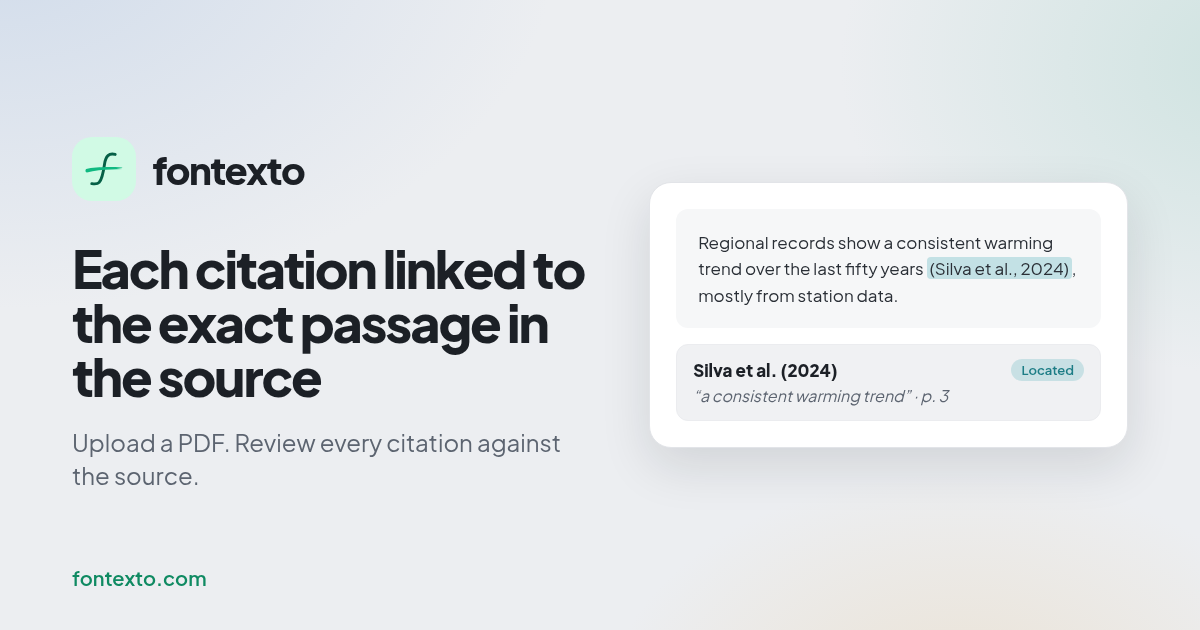 fontexto
Each citation linked to
the exact passage in
the source
Upload a PDF. Review every citation against
the source.
fontexto.com
Regional records show a consistent warming
trend over the last fifty years (Silva et al., 2024),
mostly from station data.
Silva et al. (2024)
Located
“a consistent warming trend” · p. 3